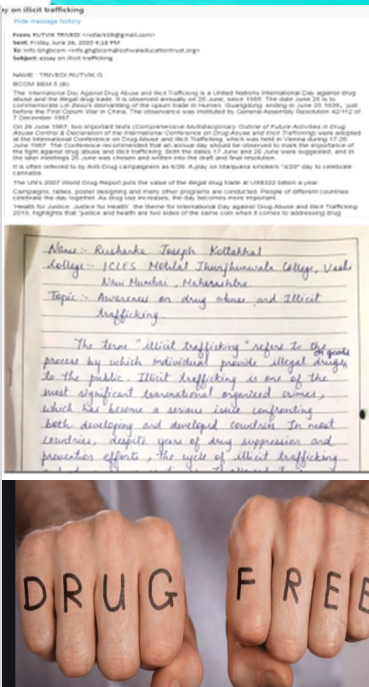 ay on illicit trafficking
Hide message history
From: RUTVIK TRIVEDI
Sent: Friday, June 26, 2020 4:18 PM
Subject: essay on illicit trafficking
NAME : TRIVEDI RUTVIK G.
BCOM SEM 5 (B)
The International Day Against Drug Abuse and Illicit Trafficking is a United Nations International Day against drug
abuse and the illegal drug trade. It is observed annually on 26 June, since 1989. The date June 26 is to
commemorate Lin Zexu's dismantling of the opium trade in Humen, Guangdong, ending in June 25 1839, just
before the First Opium War in China. The observance was instituted by General Assembly Resolution 42/112 of
7 December 1987.
On 26 June 1987, two important texts (Comprehensive Multidisciplinary Outline of Future Activities in Drug
Abuse Control & Declaration of the International Conference on Drug Abuse and Illicit Trafficking) were adopted
at the International Conference on Drug Abuse and Illicit Trafficking, which was held in Vienna during 17-26
June 1987. The Conference recommended that an annual day should be observed to mark the importance of
the fight against drug abuse and illicit trafficking. Both the dates 17 June and 26 June were suggested, and in
the later meetings 26 June was chosen and written into the draft and final resolution.
It is often referred to by Anti-Drug campaigners as 6/26. A play on Marijuana smokers "4/20" day to celebrate
cannabis.
The UN's 2007 World Drug Report puts the value of the illegal drug trade at US$322 billion a year.
Campaigns, rallies, poster designing and many other programs are conducted. People of different countries
celebrate the day together. As drug use increases, the day becomes more important.
"Health for Justice. Justice for Health", the theme for International Day against Drug Abuse and Illicit Trafficking
2019, highlights that "justice and health are two sides of the same coin when it comes to addressing drug
Name :- Joseph Kottakkal
College :- ICLES Motilal Jhunjhunwala College, Vashi
Navi Mumbai, Maharashtra.
Topic :- Awareness on drug abuse and Illicit
trafficking
The term "illicit trafficking" refers to the
process by which individual provide illegal drugs or goods
to the public. Illicit trafficking is one of the
most significant transnational organized crimes,
which has become a serious issue confronting
both developing and developed countries. In most
countries, despite years of drug suppression and
prevention efforts, the cycle of illicit trafficking
DRUG FREE